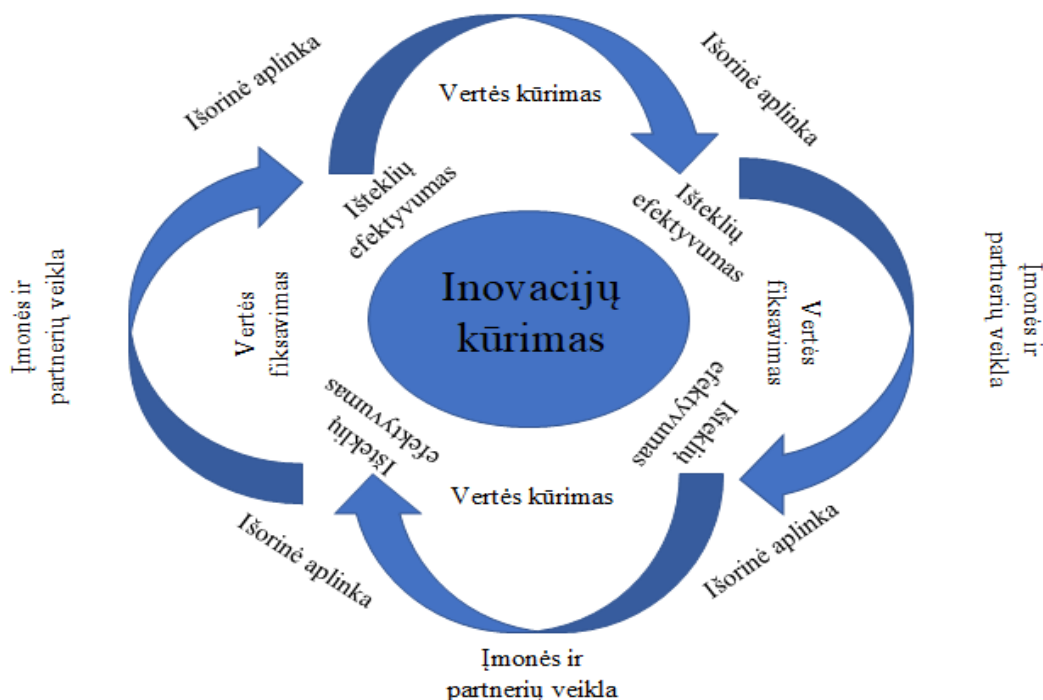 Išorinė aplinka
Išorinė aplinka
Vertės kūrimas
Išteklių
efektyvumas
Išteklių
efektyvumas
Įmonės ir
partnerių veikla
Vertės
fiksavimas
Inovacijų
kūrimas
Vertės
fiksavimas
Įmonės ir
partnerių veikla
Išteklių
efektyvumas
Išteklių
efektyvumas
Vertės kūrimas
Išorinė aplinka
Išorinė aplinka
Įmonės ir
partnerių veikla